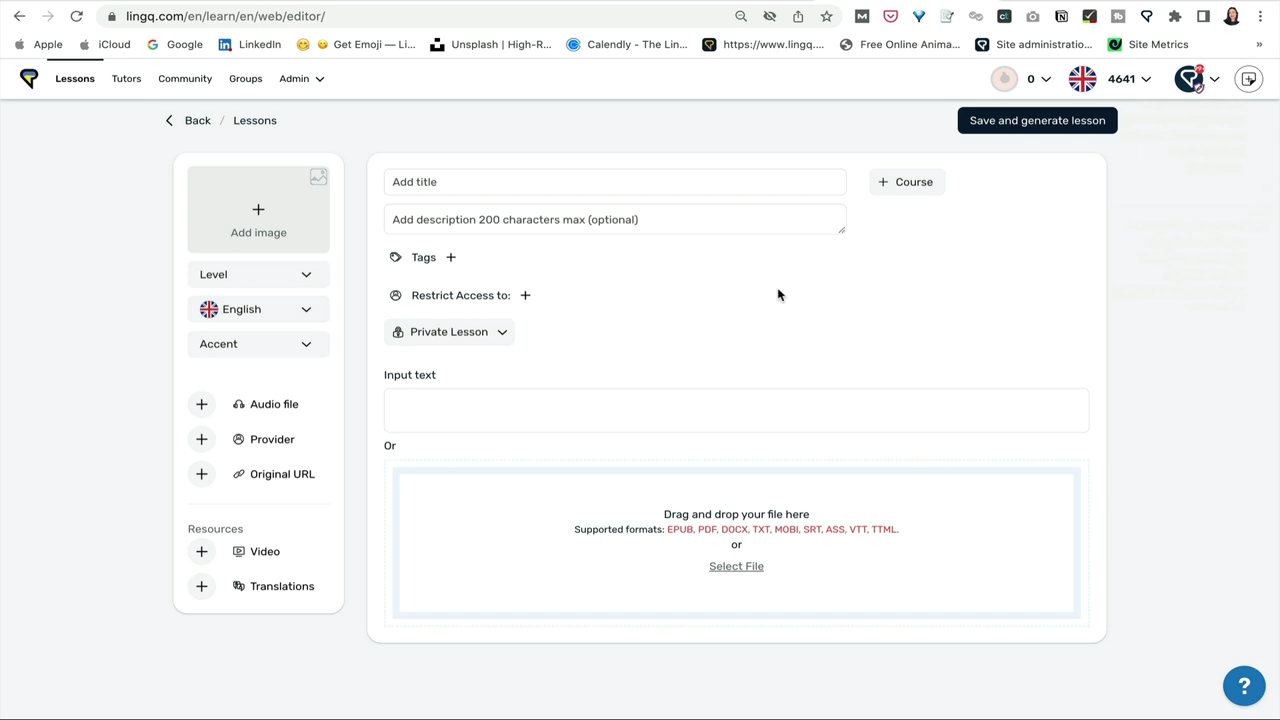 lingq.com/en/learn/en/web/editor/
Apple iCloud Google LinkedIn Get Emoji — Li... Unsplash | High-R... Calendly - The Lin... https://www.lingq.... Free Online Anima... Site administratio... Site Metrics »
Lessons Tutors Community Groups Admin 0 4641
Back / Lessons Save and generate lesson
Add image
Level
English
Accent
Audio file
Provider
Original URL
Resources
Video
Translations
Add title
+ Course
Add description 200 characters max (optional)
Tags +
Restrict Access to: +
Private Lesson
Input text
Or
Drag and drop your file here
Supported formats: EPUB, PDF, DOCX, TXT, MOBI, SRT, ASS, VTT, TTML.
or
Select File
?